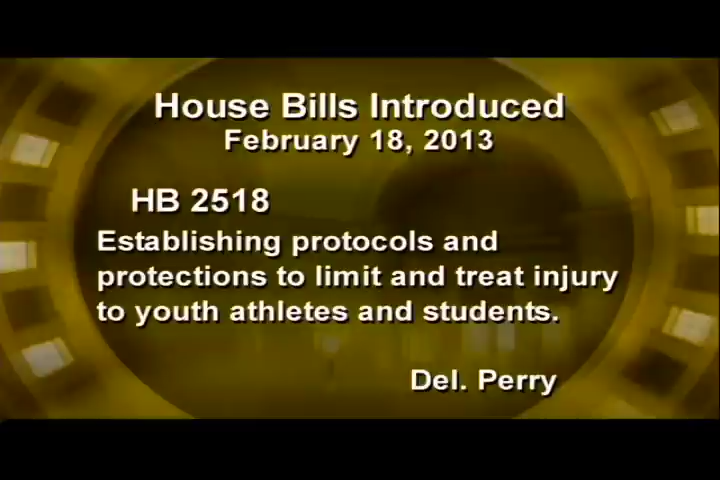 House Bills Introduced
February 18, 2013
HB 2518
Establishing protocols and
protections to limit and treat injury
to youth athletes and students.
Del. Perry